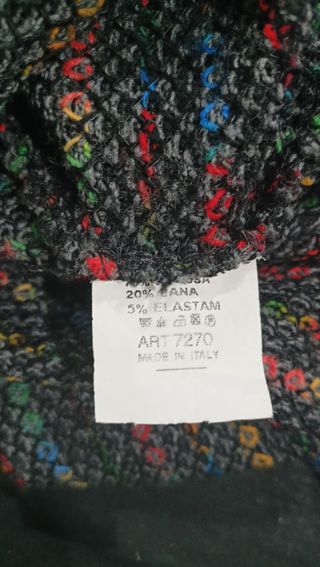 20% LANA
5% ELASTAM
ART 7270
MADE IN ITALY